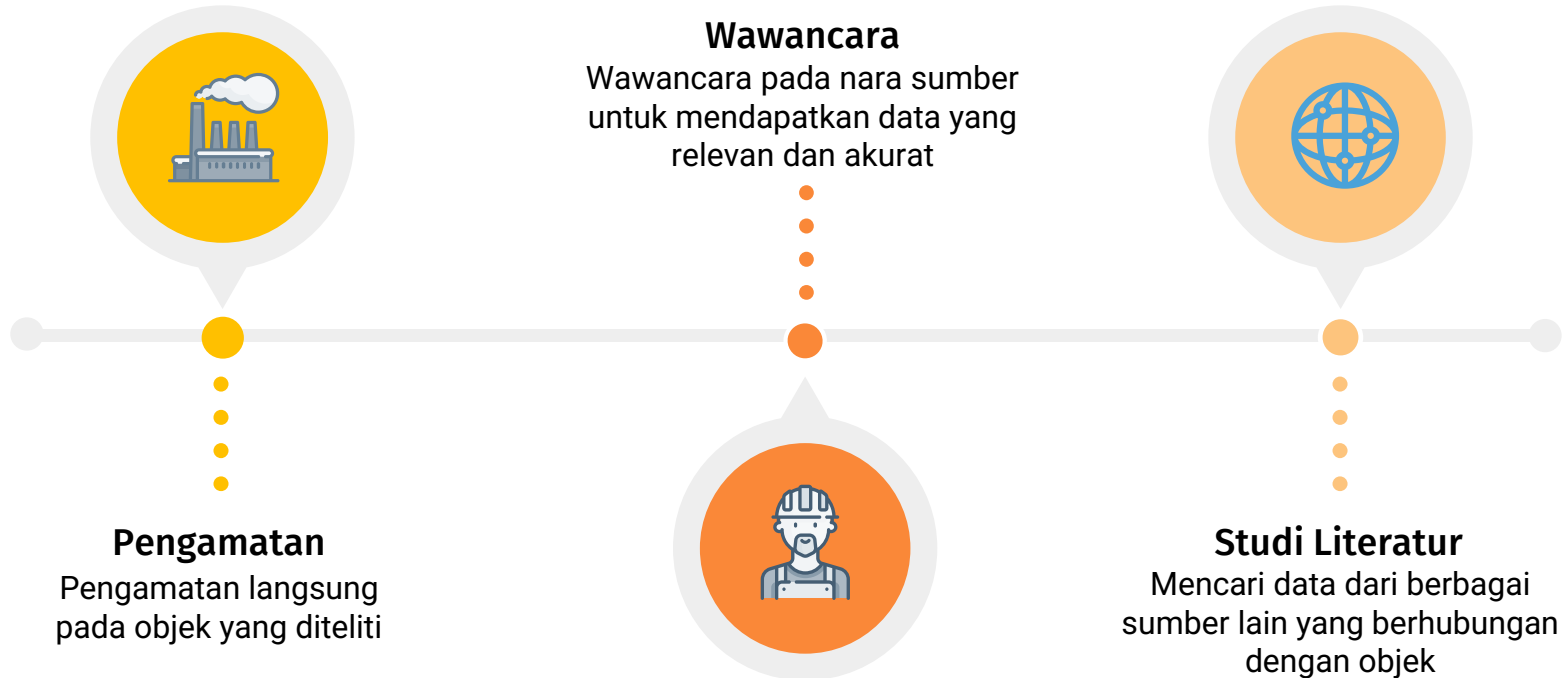 Wawancara
Wawancara pada nara sumber
untuk mendapatkan data yang
relevan dan akurat
Pengamatan
Pengamatan langsung
pada objek yang diteliti
Studi Literatur
Mencari data dari berbagai
sumber lain yang berhubungan
dengan objek